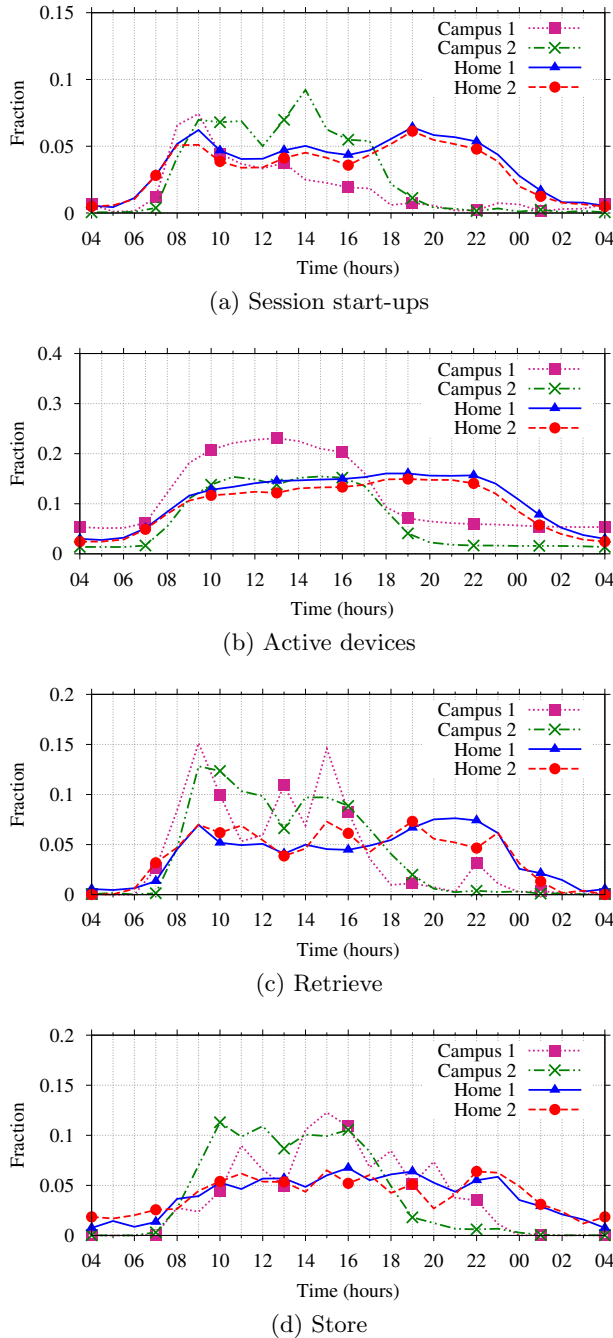 0.15
0.1
0.05
0
Fraction
Campus 1
Campus 2
Home 1
Home 2
04 06 08 10 12 14 16 18 20 22 00 02 04
Time (hours)
(a) Session start-ups
0.4
0.3
0.2
0.1
0
Fraction
Campus 1
Campus 2
Home 1
Home 2
04 06 08 10 12 14 16 18 20 22 00 02 04
Time (hours)
(b) Active devices
0.2
0.15
0.1
0.05
0
Fraction
Campus 1
Campus 2
Home 1
Home 2
04 06 08 10 12 14 16 18 20 22 00 02 04
Time (hours)
(c) Retrieve
0.2
0.15
0.1
0.05
0
Fraction
Campus 1
Campus 2
Home 1
Home 2
04 06 08 10 12 14 16 18 20 22 00 02 04
Time (hours)
(d) Store